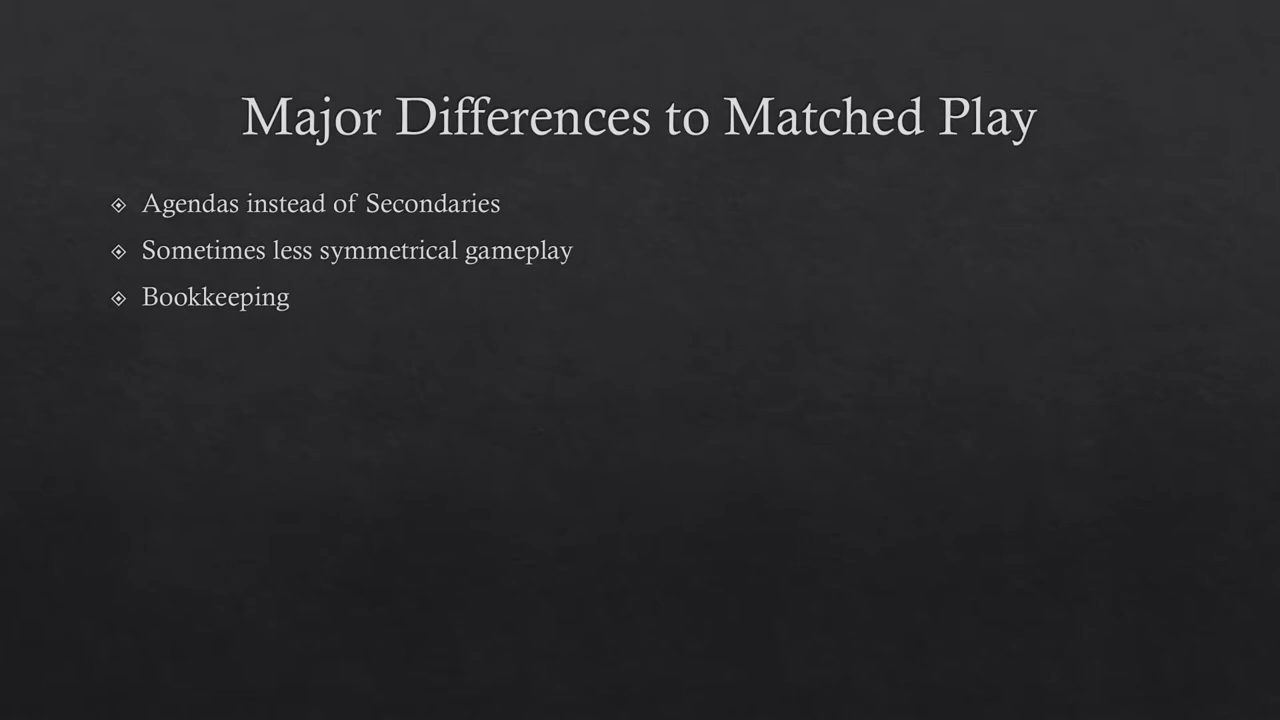 Major Differences to Matched Play
Agendas instead of Secondaries
Sometimes less symmetrical gameplay
Bookkeeping